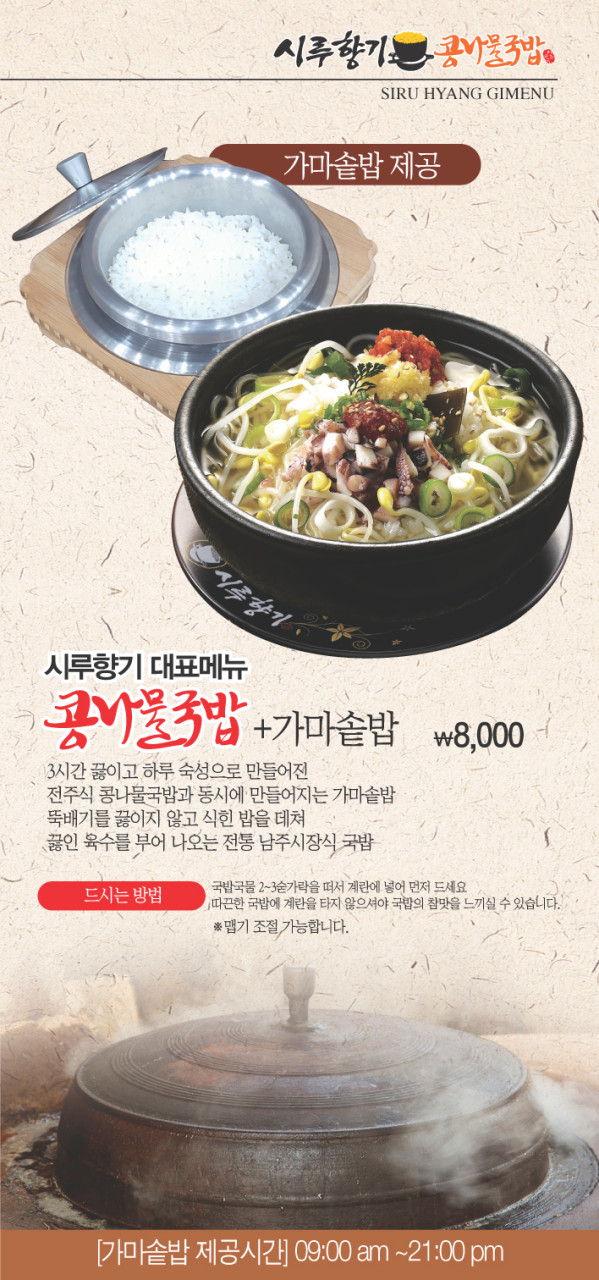 시루향기 콩나물국밥
SIRU HYANG GIMENU
가마솥밥 제공
시루향기
시루향기 대표메뉴
콩나물국밥 +가마솥밥 ₩8,000
3시간 끓이고 하루 숙성으로 만들어진
전주식 콩나물국밥과 동시에 만들어지는 가마솥밥
뚝배기를 끓이지 않고 식힌 밥을 데쳐
끓인 육수를 부어 나오는 전통 남주시장식 국밥
드시는 방법
국밥국물 2~3숟가락을 떠서 계란에 넣어 먼저 드세요
따끈한 국밥에 계란을 타지 않으셔야 국밥의 참맛을 느끼실 수 있습니다.
※맵기 조절 가능합니다.
[가마솥밥 제공시간] 09:00 am ~21:00 pm